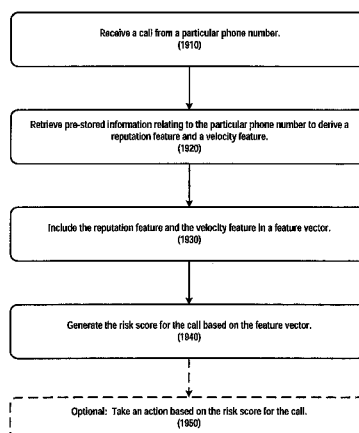 Receive a call from a particular phone number.
(1910)
Retrieve pre-stored information relating to the particular phone number to derive a
reputation feature and a velocity feature.
(1920)
Include the reputation feature and the velocity feature in a feature vector.
(1930)
Generate the risk score for the call based on the feature vector.
(1940)
Optional: Take an action based on the risk score for the call.
(1950)